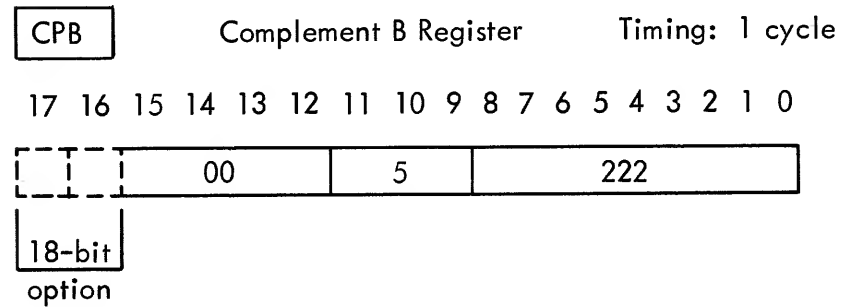 CPB Complement B Register Timing: 1 cycle
17 16 15 14 13 12 11 10 9 8 7 6 5 4 3 2 1 0
00 5 222
18-bit
option